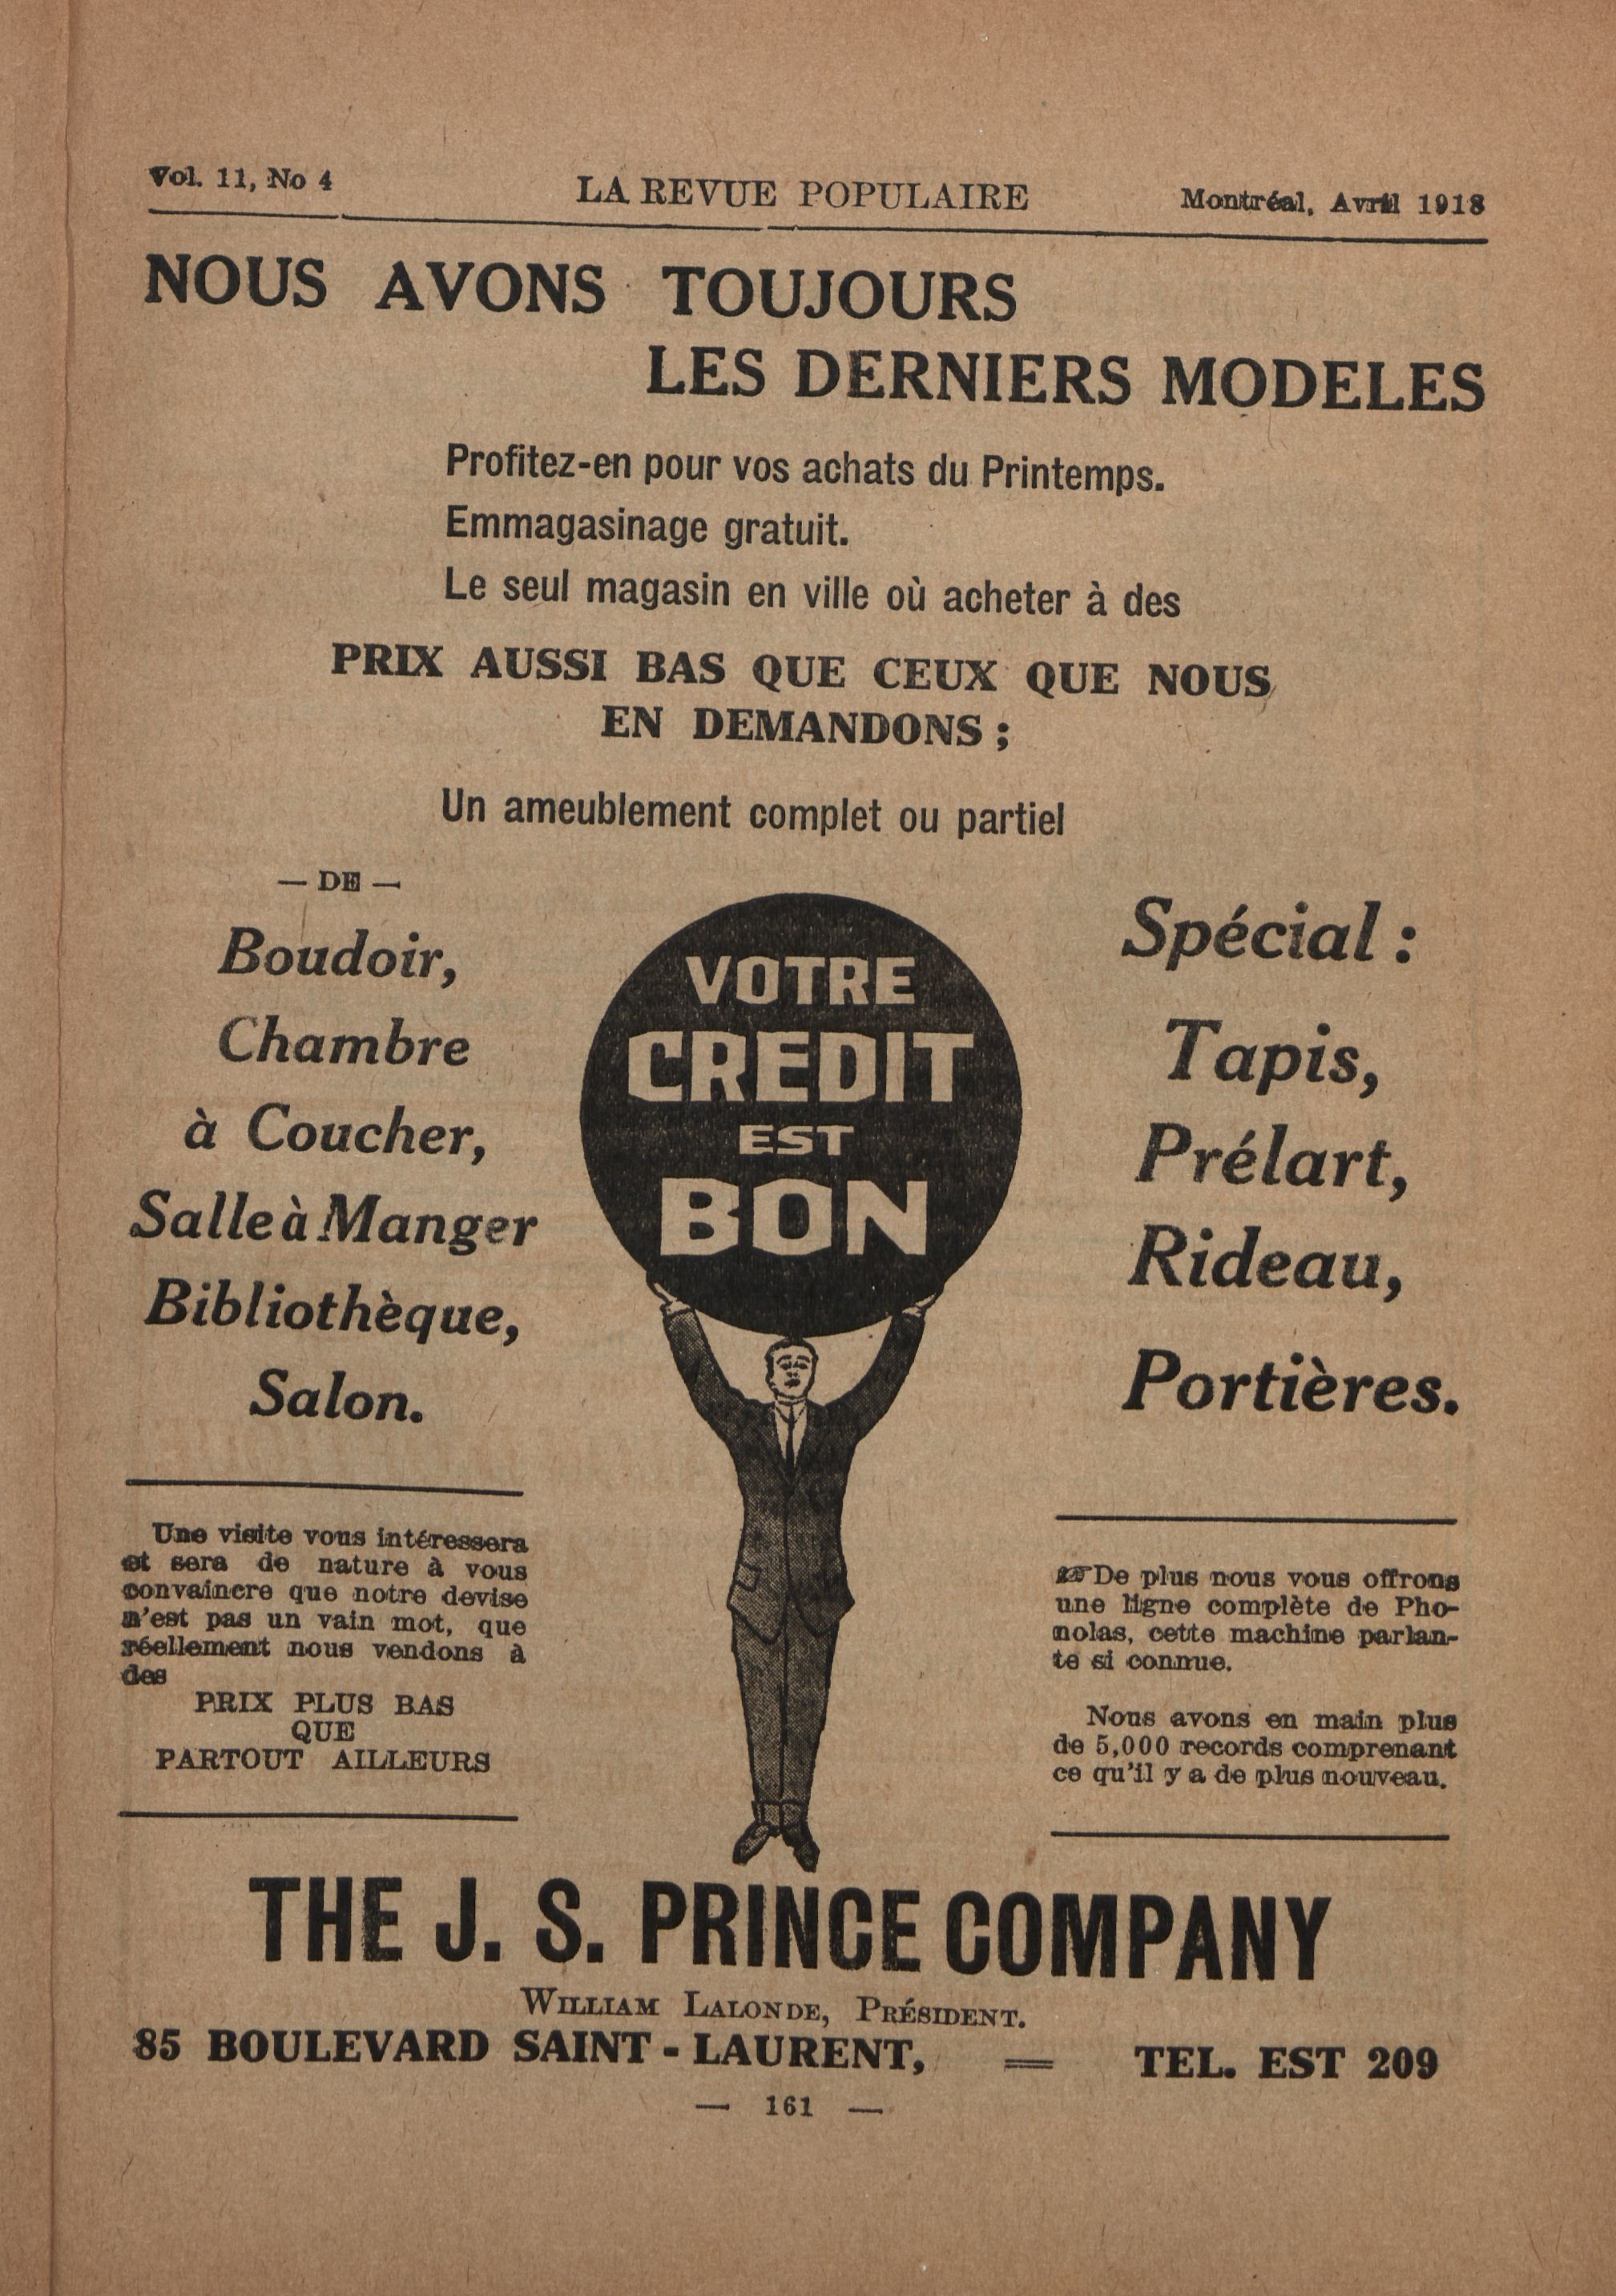 Vol. 11, No 4
LA REVUE POPULAIRE
Montréal, Avril 1918
NOUS AVONS TOUJOURS
LES DERNIERS MODELES
Profitez-en pour vos achats du Printemps.
Emmagasinage gratuit.
Le seul magasin en ville où acheter à des
PRIX AUSSI BAS QUE CEUX QUE NOUS
EN DEMANDONS ;
Un ameublement complet ou partiel
— DE —
Boudoir,
Chambre
à Coucher,
Salle à Manger
Bibliothèque,
Salon.
Une visite vous intéressera
et sera de nature à vous
convaincre que notre devise
n'est pas un vain mot, que
réellement nous vendons à
des
PRIX PLUS BAS
QUE
PARTOUT AILLEURS
VOTRE
CREDIT
EST
BON
Spécial :
Tapis,
Prélart,
Rideau,
Portières.
☞ De plus nous vous offrons
une ligne complète de Pho-
nolas, cette machine parlan-
te si connue.
Nous avons en main plus
de 5,000 records comprenant
ce qu'il y a de plus nouveau.
THE J. S. PRINCE COMPANY
WILLIAM LALONDE, PRÉSIDENT.
85 BOULEVARD SAINT-LAURENT, = TEL. EST 209
— 161 —